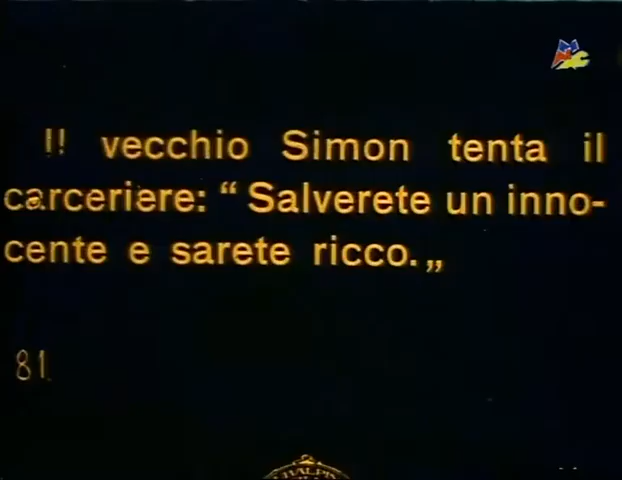 Il vecchio Simon tenta il
carceriere: “ Salverete un inno-
cente e sarete ricco. „
81